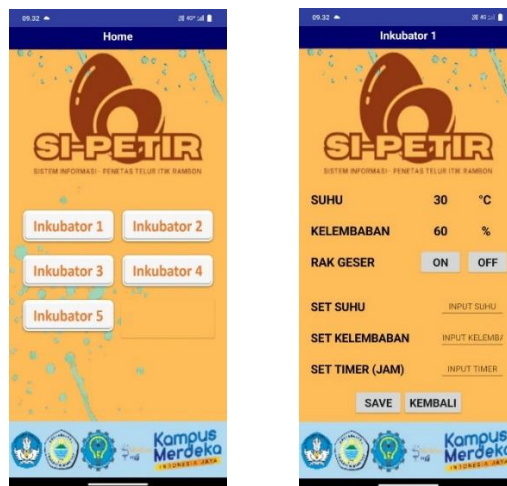 09.32
Home
SI-PETIR
SISTEM INFORMASI- PENETAS TELUR ITIK RAMBON
Inkubator 1
Inkubator 2
Inkubator 3
Inkubator 4
Inkubator 5
Kampus
Merdeka
INDONESIA JAYA
09.32
Inkubator 1
SI-PETIR
SISTEM INFORMASI- PENETAS TELUR ITIK RAMBON
SUHU 30 °C
KELEMBABAN 60 %
RAK GESER ON OFF
SET SUHU INPUT SUHU
SET KELEMBABAN INPUT KELEMBA
SET TIMER (JAM) INPUT TIMER
SAVE KEMBALI
Kampus
Merdeka
INDONESIA JAYA